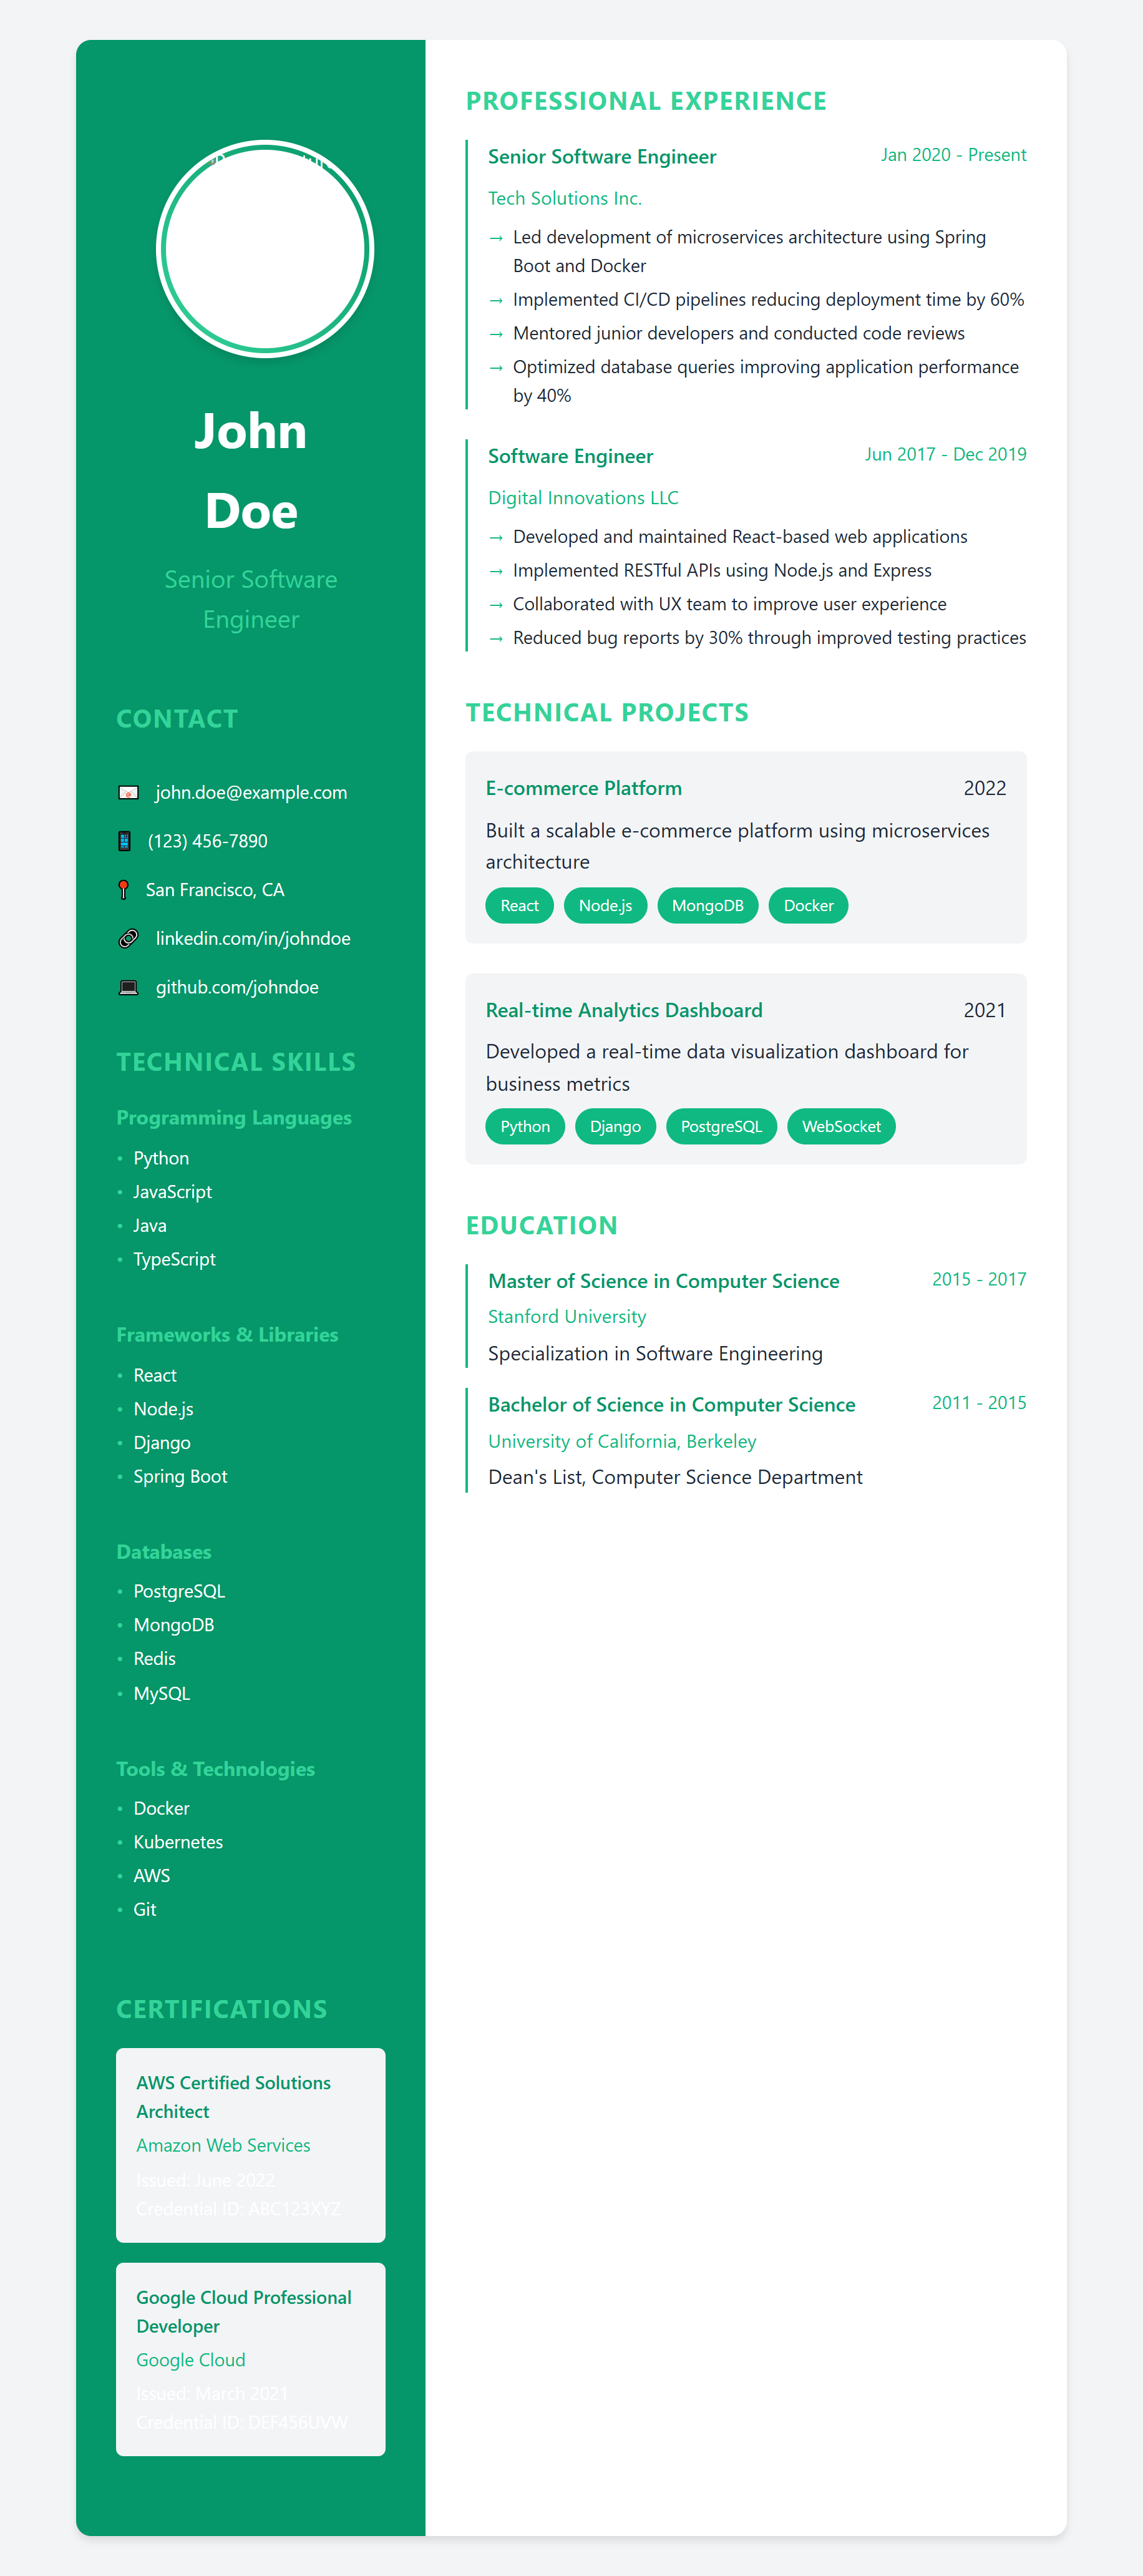 John
Doe
Senior Software
Engineer
CONTACT
john.doe@example.com
(123) 456-7890
San Francisco, CA
linkedin.com/in/johndoe
github.com/johndoe
TECHNICAL SKILLS
Programming Languages
• Python
• JavaScript
• Java
• TypeScript
Frameworks & Libraries
• React
• Node.js
• Django
• Spring Boot
Databases
• PostgreSQL
• MongoDB
• Redis
• MySQL
Tools & Technologies
• Docker
• Kubernetes
• AWS
• Git
CERTIFICATIONS
AWS Certified Solutions
Architect
Amazon Web Services
Issued: June 2022
Credential ID: ABC123XYZ
Google Cloud Professional
Developer
Google Cloud
Issued: March 2021
Credential ID: DEF456UVW
PROFESSIONAL EXPERIENCE
Senior Software Engineer Jan 2020 - Present
Tech Solutions Inc.
→ Led development of microservices architecture using Spring
Boot and Docker
→ Implemented CI/CD pipelines reducing deployment time by 60%
→ Mentored junior developers and conducted code reviews
→ Optimized database queries improving application performance
by 40%
Software Engineer Jun 2017 - Dec 2019
Digital Innovations LLC
→ Developed and maintained React-based web applications
→ Implemented RESTful APIs using Node.js and Express
→ Collaborated with UX team to improve user experience
→ Reduced bug reports by 30% through improved testing practices
TECHNICAL PROJECTS
E-commerce Platform 2022
Built a scalable e-commerce platform using microservices
architecture
React Node.js MongoDB Docker
Real-time Analytics Dashboard 2021
Developed a real-time data visualization dashboard for
business metrics
Python Django PostgreSQL WebSocket
EDUCATION
Master of Science in Computer Science 2015 - 2017
Stanford University
Specialization in Software Engineering
Bachelor of Science in Computer Science 2011 - 2015
University of California, Berkeley
Dean's List, Computer Science Department